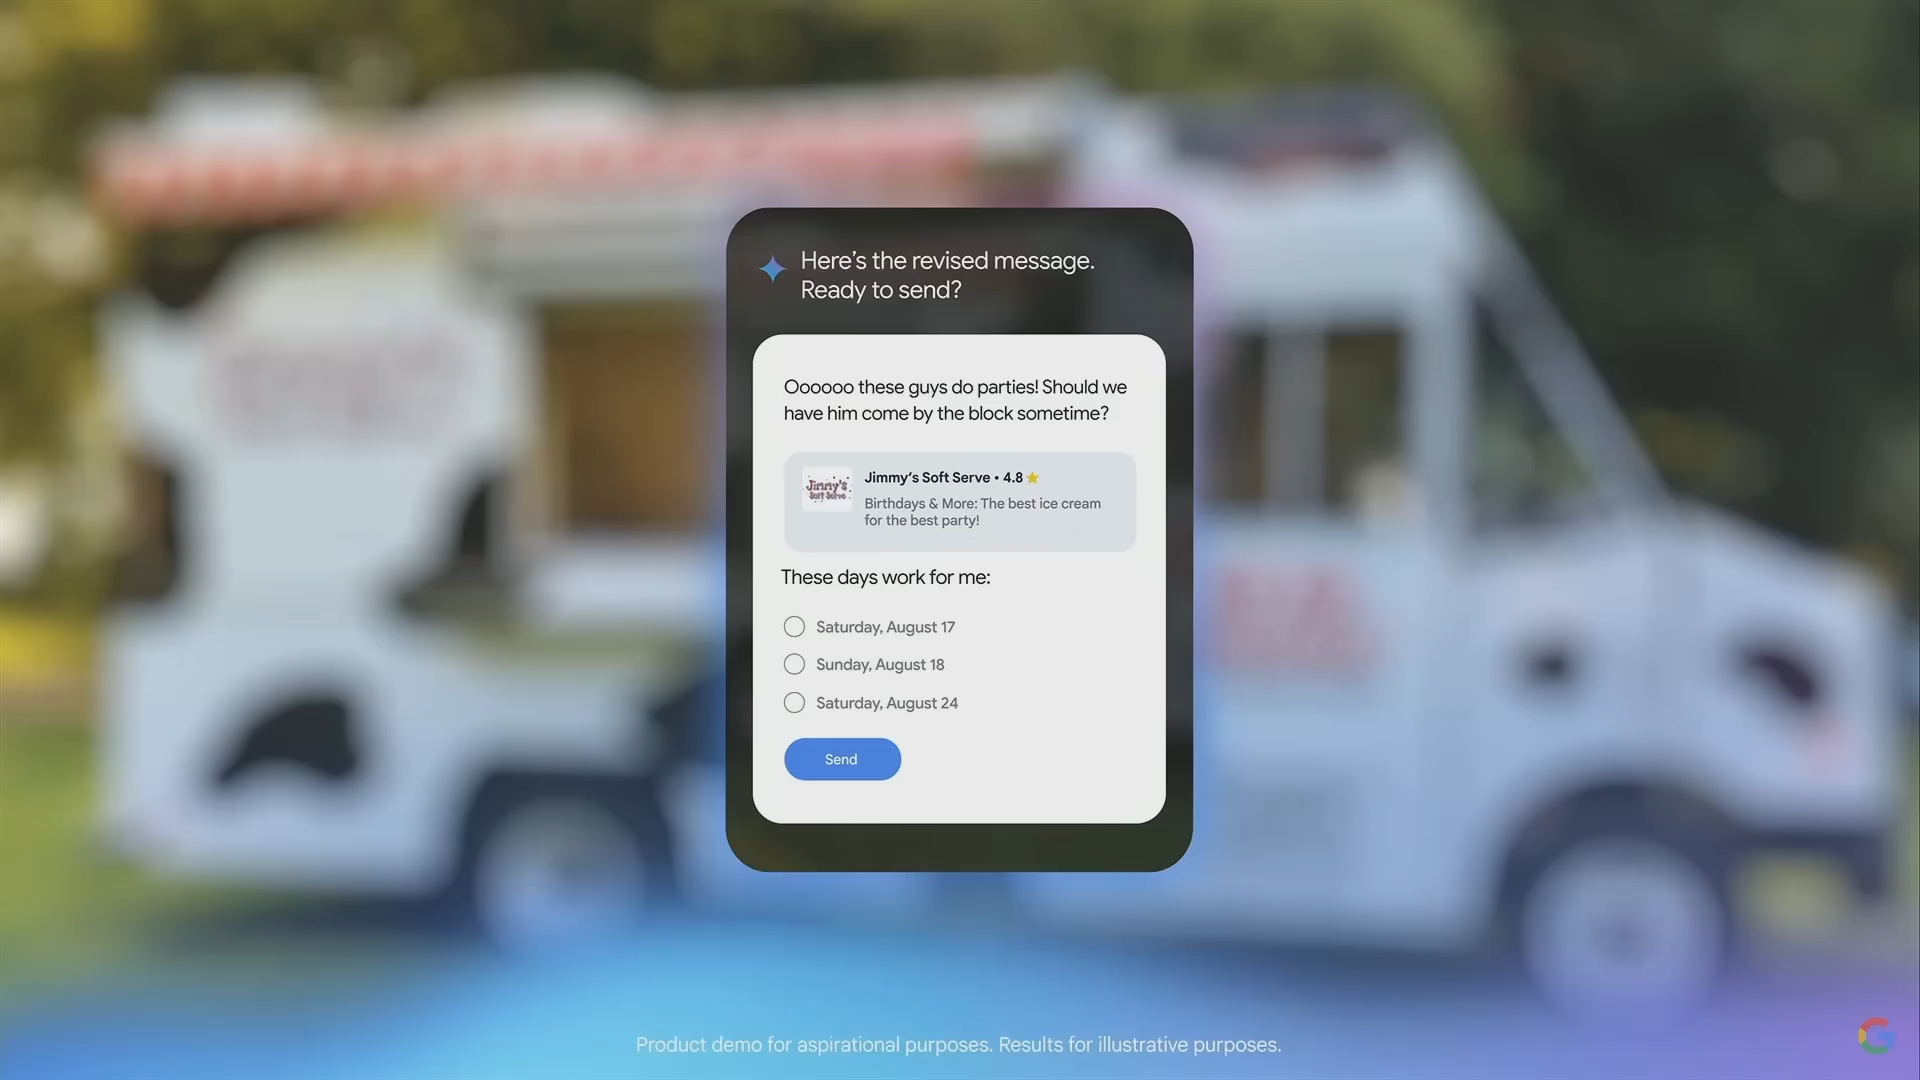 Here's the revised message.
Ready to send?
Oooooo these guys do parties! Should we
have him come by the block sometime?
Jimmy's
Soft Serve
Jimmy's Soft Serve • 4.8 ⭐
Birthdays & More: The best ice cream
for the best party!
These days work for me:
Saturday, August 17
Sunday, August 18
Saturday, August 24
Send
Product demo for aspirational purposes. Results for illustrative purposes.